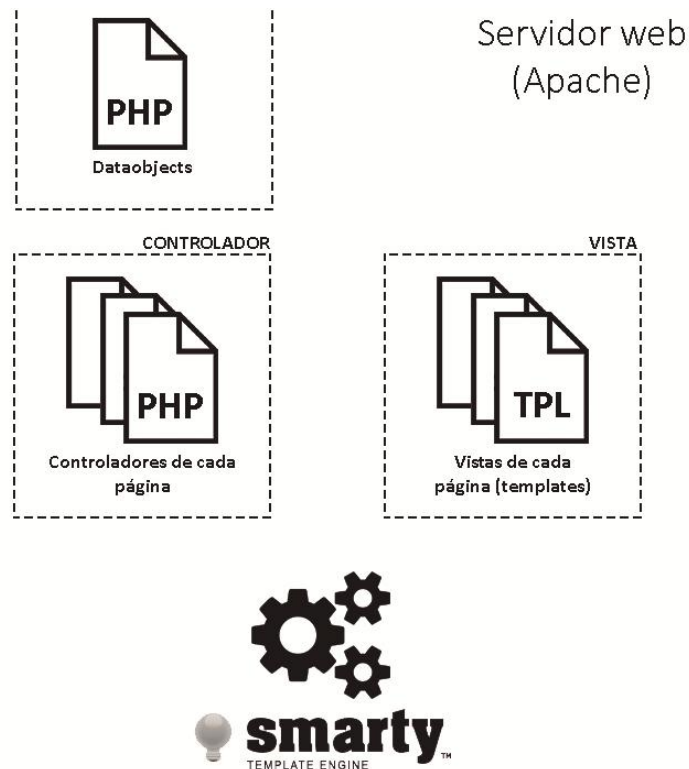 Servidor web
(Apache)
PHP
Dataobjects
CONTROLADOR
PHP
Controladores de cada
página
VISTA
TPL
Vistas de cada
página (templates)
smarty™
TEMPLATE ENGINE